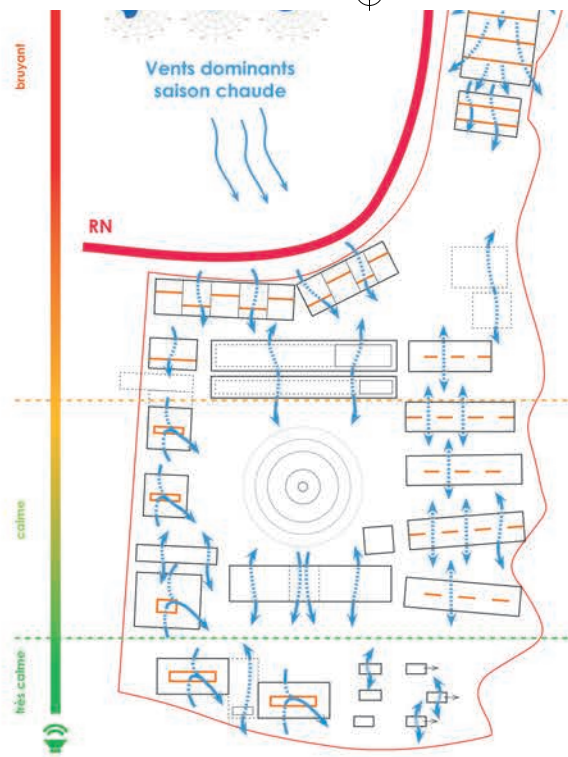 bruyant
Vents dominants
saison chaude
RN
calme
très calme